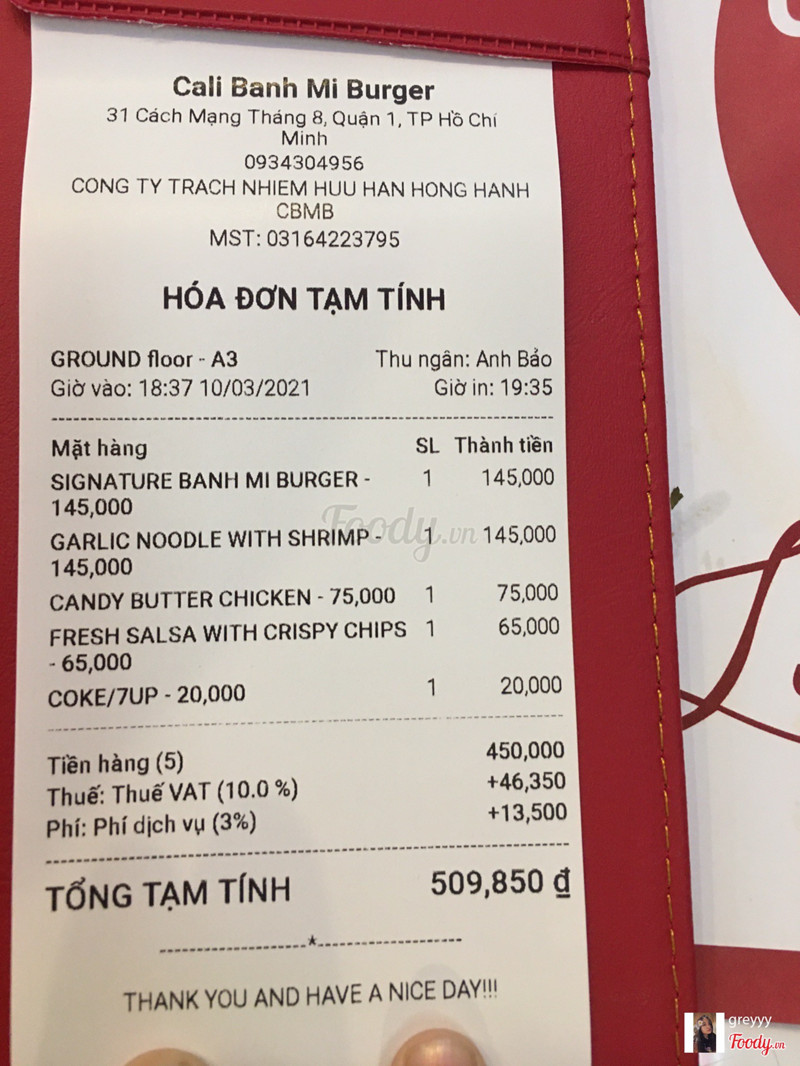 Cali Banh Mi Burger
31 Cách Mạng Tháng 8, Quận 1, TP Hồ Chí
Minh
0934304956
CONG TY TRACH NHIEM HUU HAN HONG HANH
CBMB
MST: 03164223795
HÓA ĐƠN TẠM TÍNH
GROUND floor - A3 Thu ngân: Anh Bảo
Giờ vào: 18:37 10/03/2021 Giờ in: 19:35
Mặt hàng SL Thành tiền
SIGNATURE BANH MI BURGER - 1 145,000
145,000
GARLIC NOODLE WITH SHRIMP - 1 145,000
145,000
CANDY BUTTER CHICKEN - 75,000 1 75,000
FRESH SALSA WITH CRISPY CHIPS 1 65,000
- 65,000
COKE/7UP - 20,000 1 20,000
Tiền hàng (5) 450,000
Thuế: Thuế VAT (10.0 %) +46,350
Phí: Phí dịch vụ (3%) +13,500
TỔNG TẠM TÍNH 509,850 ₫
THANK YOU AND HAVE A NICE DAY!!!
Foody.vn
greyyy
Foody.vn